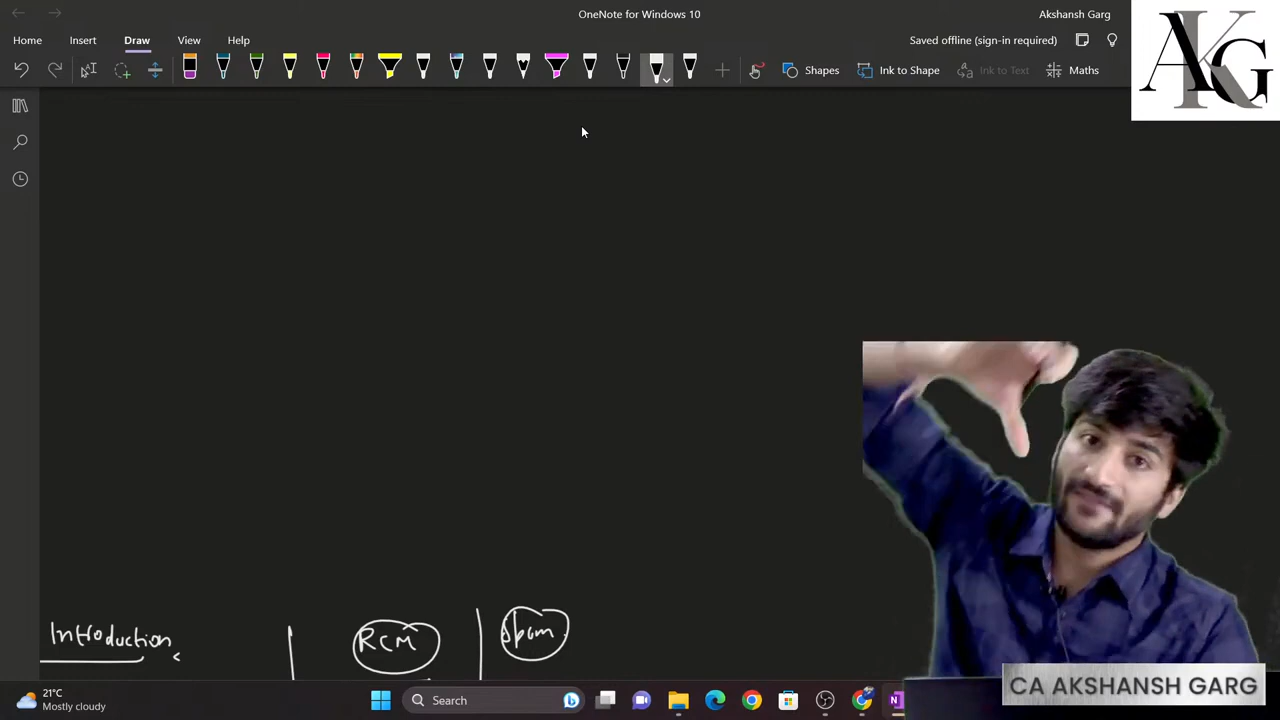 OneNote for Windows 10
Akshansh Garg
AKG
Home Insert Draw View Help
Saved offline (sign-in required)
Shapes Ink to Shape Ink to Text Maths
Introduction
RCM
8pam
CA AKSHANSH GARG
21°C
Mostly cloudy
Search